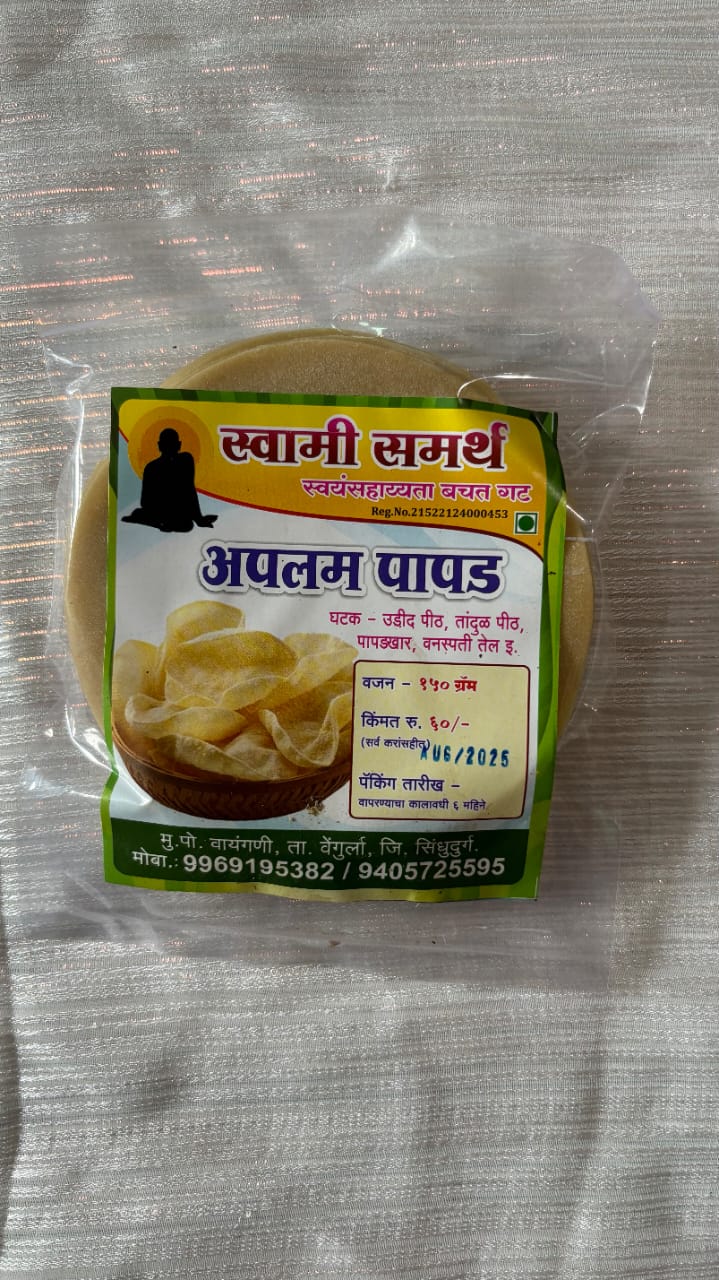 स्वामी समर्थ
स्वयंसहाय्यता बचत गट
Reg.No.21522124000453
अपलम पापड
घटक - उडीद पीठ, तांदुळ पीठ,
पापडखार, वनस्पती तेल इ.
वजन - १५० ग्रॅम
किंमत रु. ६०/-
(सर्व करांसहीत)
AUG/2025
पॅकिंग तारीख -
वापरण्याचा कालावधी ६ महिने.
मु.पो. वायंगणी, ता. वेंगुर्ला, जि. सिंधुदुर्ग.
मोबा.: 9969195382 / 9405725595